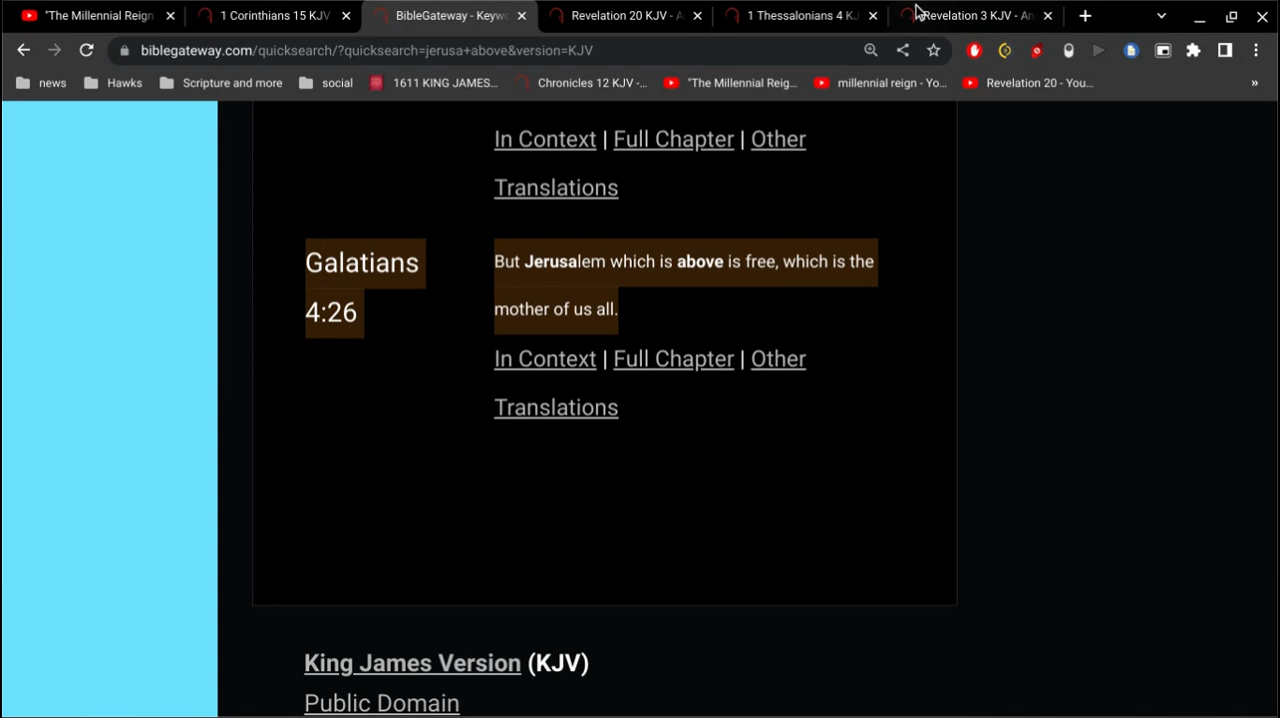 "The Millennial Reign
1 Corinthians 15 KJV
BibleGateway - Keywo
Revelation 20 KJV - A
1 Thessalonians 4 KJ
Revelation 3 KJV - An
biblegateway.com/quicksearch/?quicksearch=jerusa+above&version=KJV
news
Hawks
Scripture and more
social
1611 KING JAMES...
Chronicles 12 KJV -...
"The Millennial Reig...
millennial reign - Yo...
Revelation 20 - You...
»
In Context | Full Chapter | Other
Translations
Galatians
4:26
But Jerusalem which is above is free, which is the
mother of us all.
In Context | Full Chapter | Other
Translations
King James Version (KJV)
Public Domain